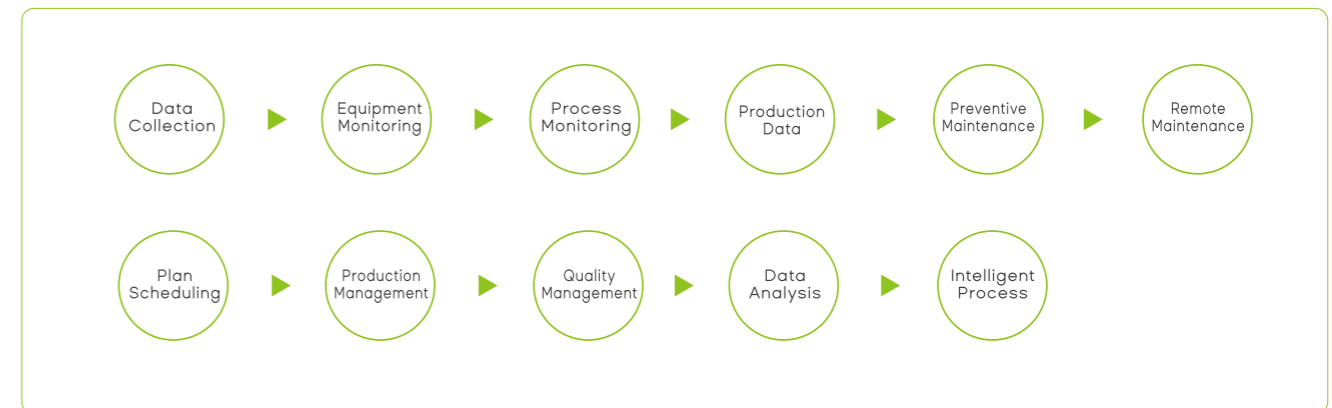 Data
Collection
Equipment
Monitoring
Process
Monitoring
Production
Data
Preventive
Maintenance
Remote
Maintenance
Plan
Scheduling
Production
Management
Quality
Management
Data
Analysis
Intelligent
Process